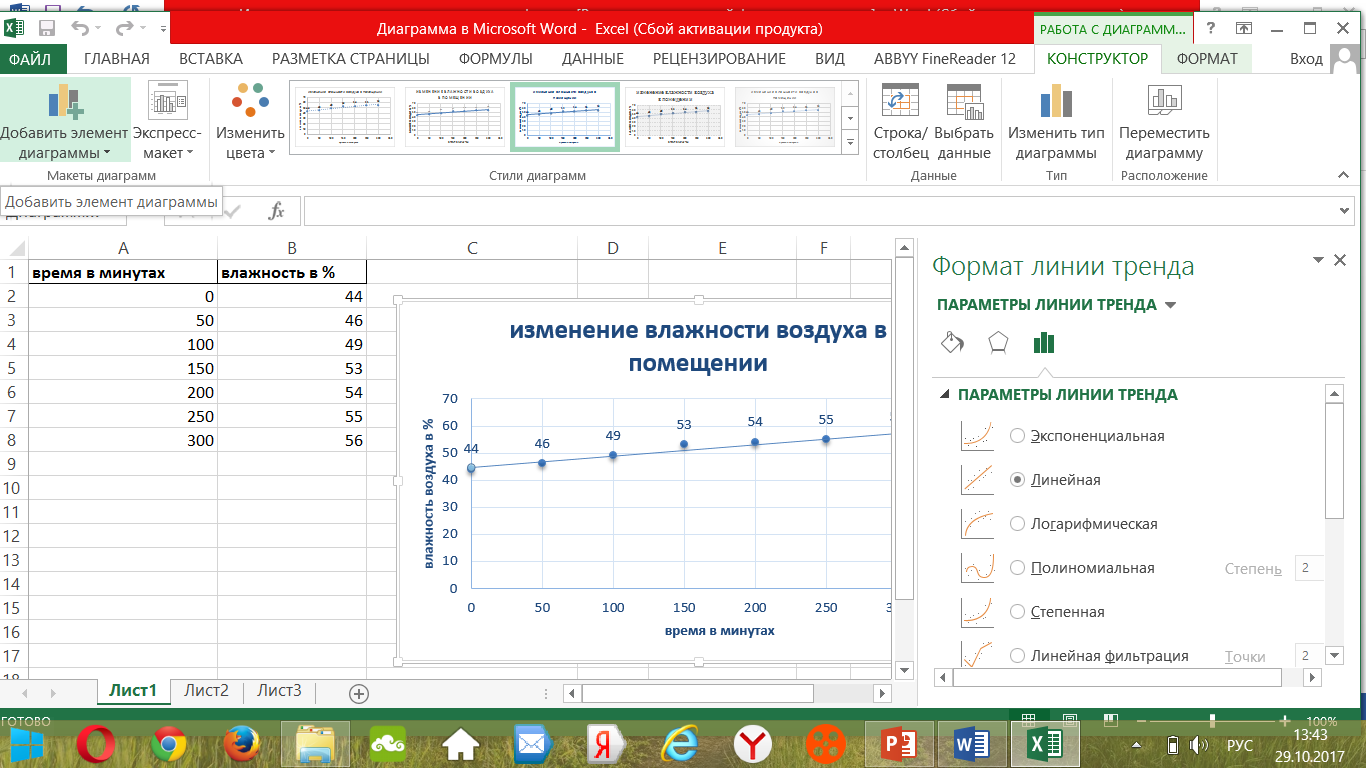 Диаграмма в Microsoft Word - Excel (Сбой активации продукта)
РАБОТА С ДИАГРАММ...
ФАЙЛ ГЛАВНАЯ ВСТАВКА РАЗМЕТКА СТРАНИЦЫ ФОРМУЛЫ ДАННЫЕ РЕЦЕНЗИРОВАНИЕ ВИД ABBYY FineReader 12 КОНСТРУКТОР ФОРМАТ Вход
Добавить элемент диаграммы
Экспресс-макет
Изменить цвета
Строка/столбец
Выбрать данные
Изменить тип диаграммы
Переместить диаграмму
Макеты диаграмм Стили диаграмм Данные Тип Расположение
Добавить элемент диаграммы
fx
A B C D E F
1 время в минутах влажность в %
2 0 44
3 50 46
4 100 49
5 150 53
6 200 54
7 250 55
8 300 56
9
10
11
12
13
14
15
16
17
изменение влажности воздуха в
помещении
влажность воздуха в %
70
60
50
40
30
20
10
0
44 46 49 53 54 55
0 50 100 150 200 250
время в минутах
Формат линии тренда
ПАРАМЕТРЫ ЛИНИИ ТРЕНДА
ПАРАМЕТРЫ ЛИНИИ ТРЕНДА
Экспоненциальная
Линейная
Логарифмическая
Полиномиальная Степень 2
Степенная
Линейная фильтрация Точки 2
Лист1 Лист2 Лист3
ГОТОВО 100%
РУС
13:43
29.10.2017